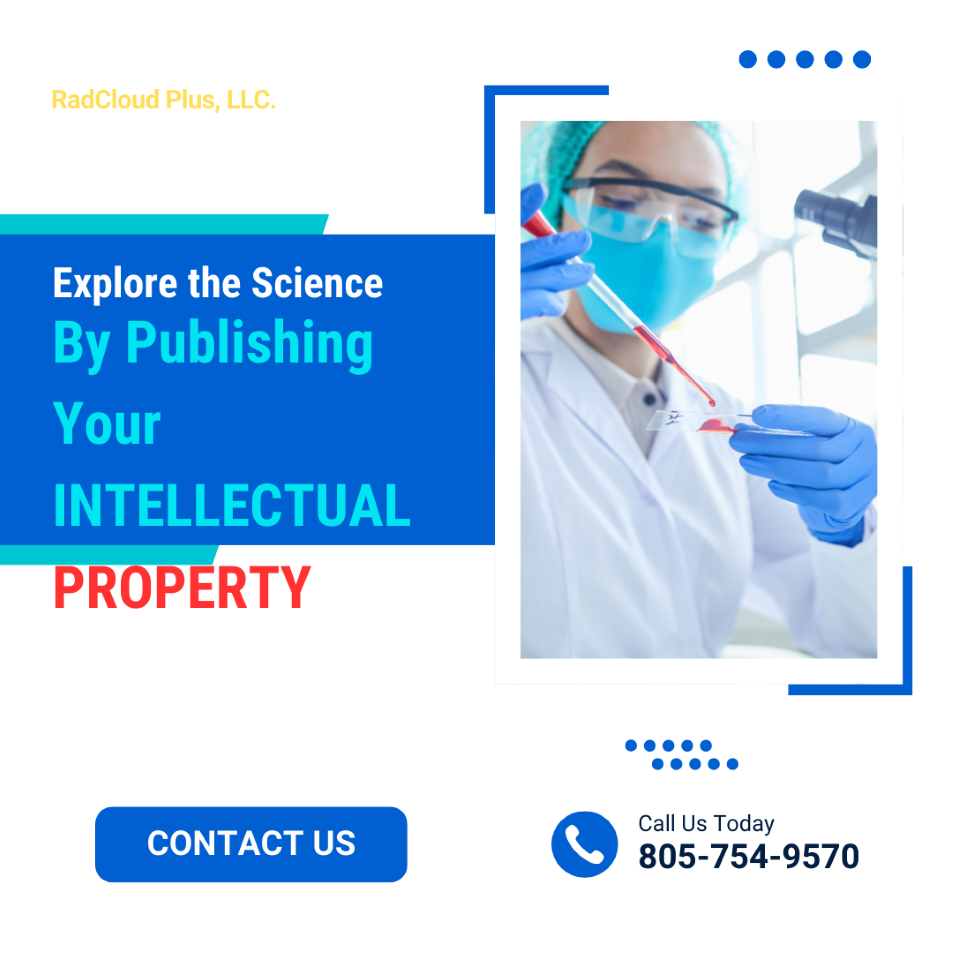 RadCloud Plus, LLC.
Explore the Science
By Publishing
Your
INTELLECTUAL
PROPERTY
CONTACT US
Call Us Today
805-754-9570